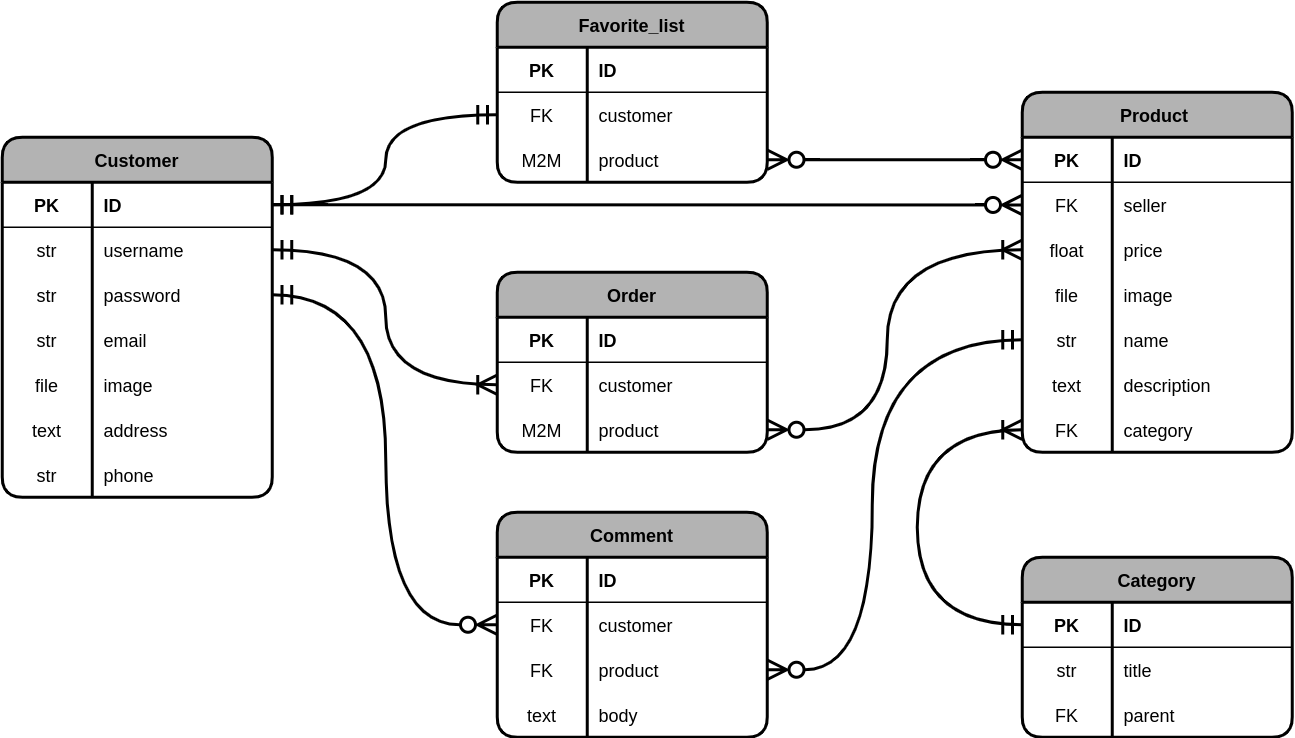 Favorite_list
PK ID
FK customer
M2M product
Customer
PK ID
str username
str password
str email
file image
text address
str phone
Order
PK ID
FK customer
M2M product
Comment
PK ID
FK customer
FK product
text body
Product
PK ID
FK seller
float price
file image
str name
text description
FK category
Category
PK ID
str title
FK parent